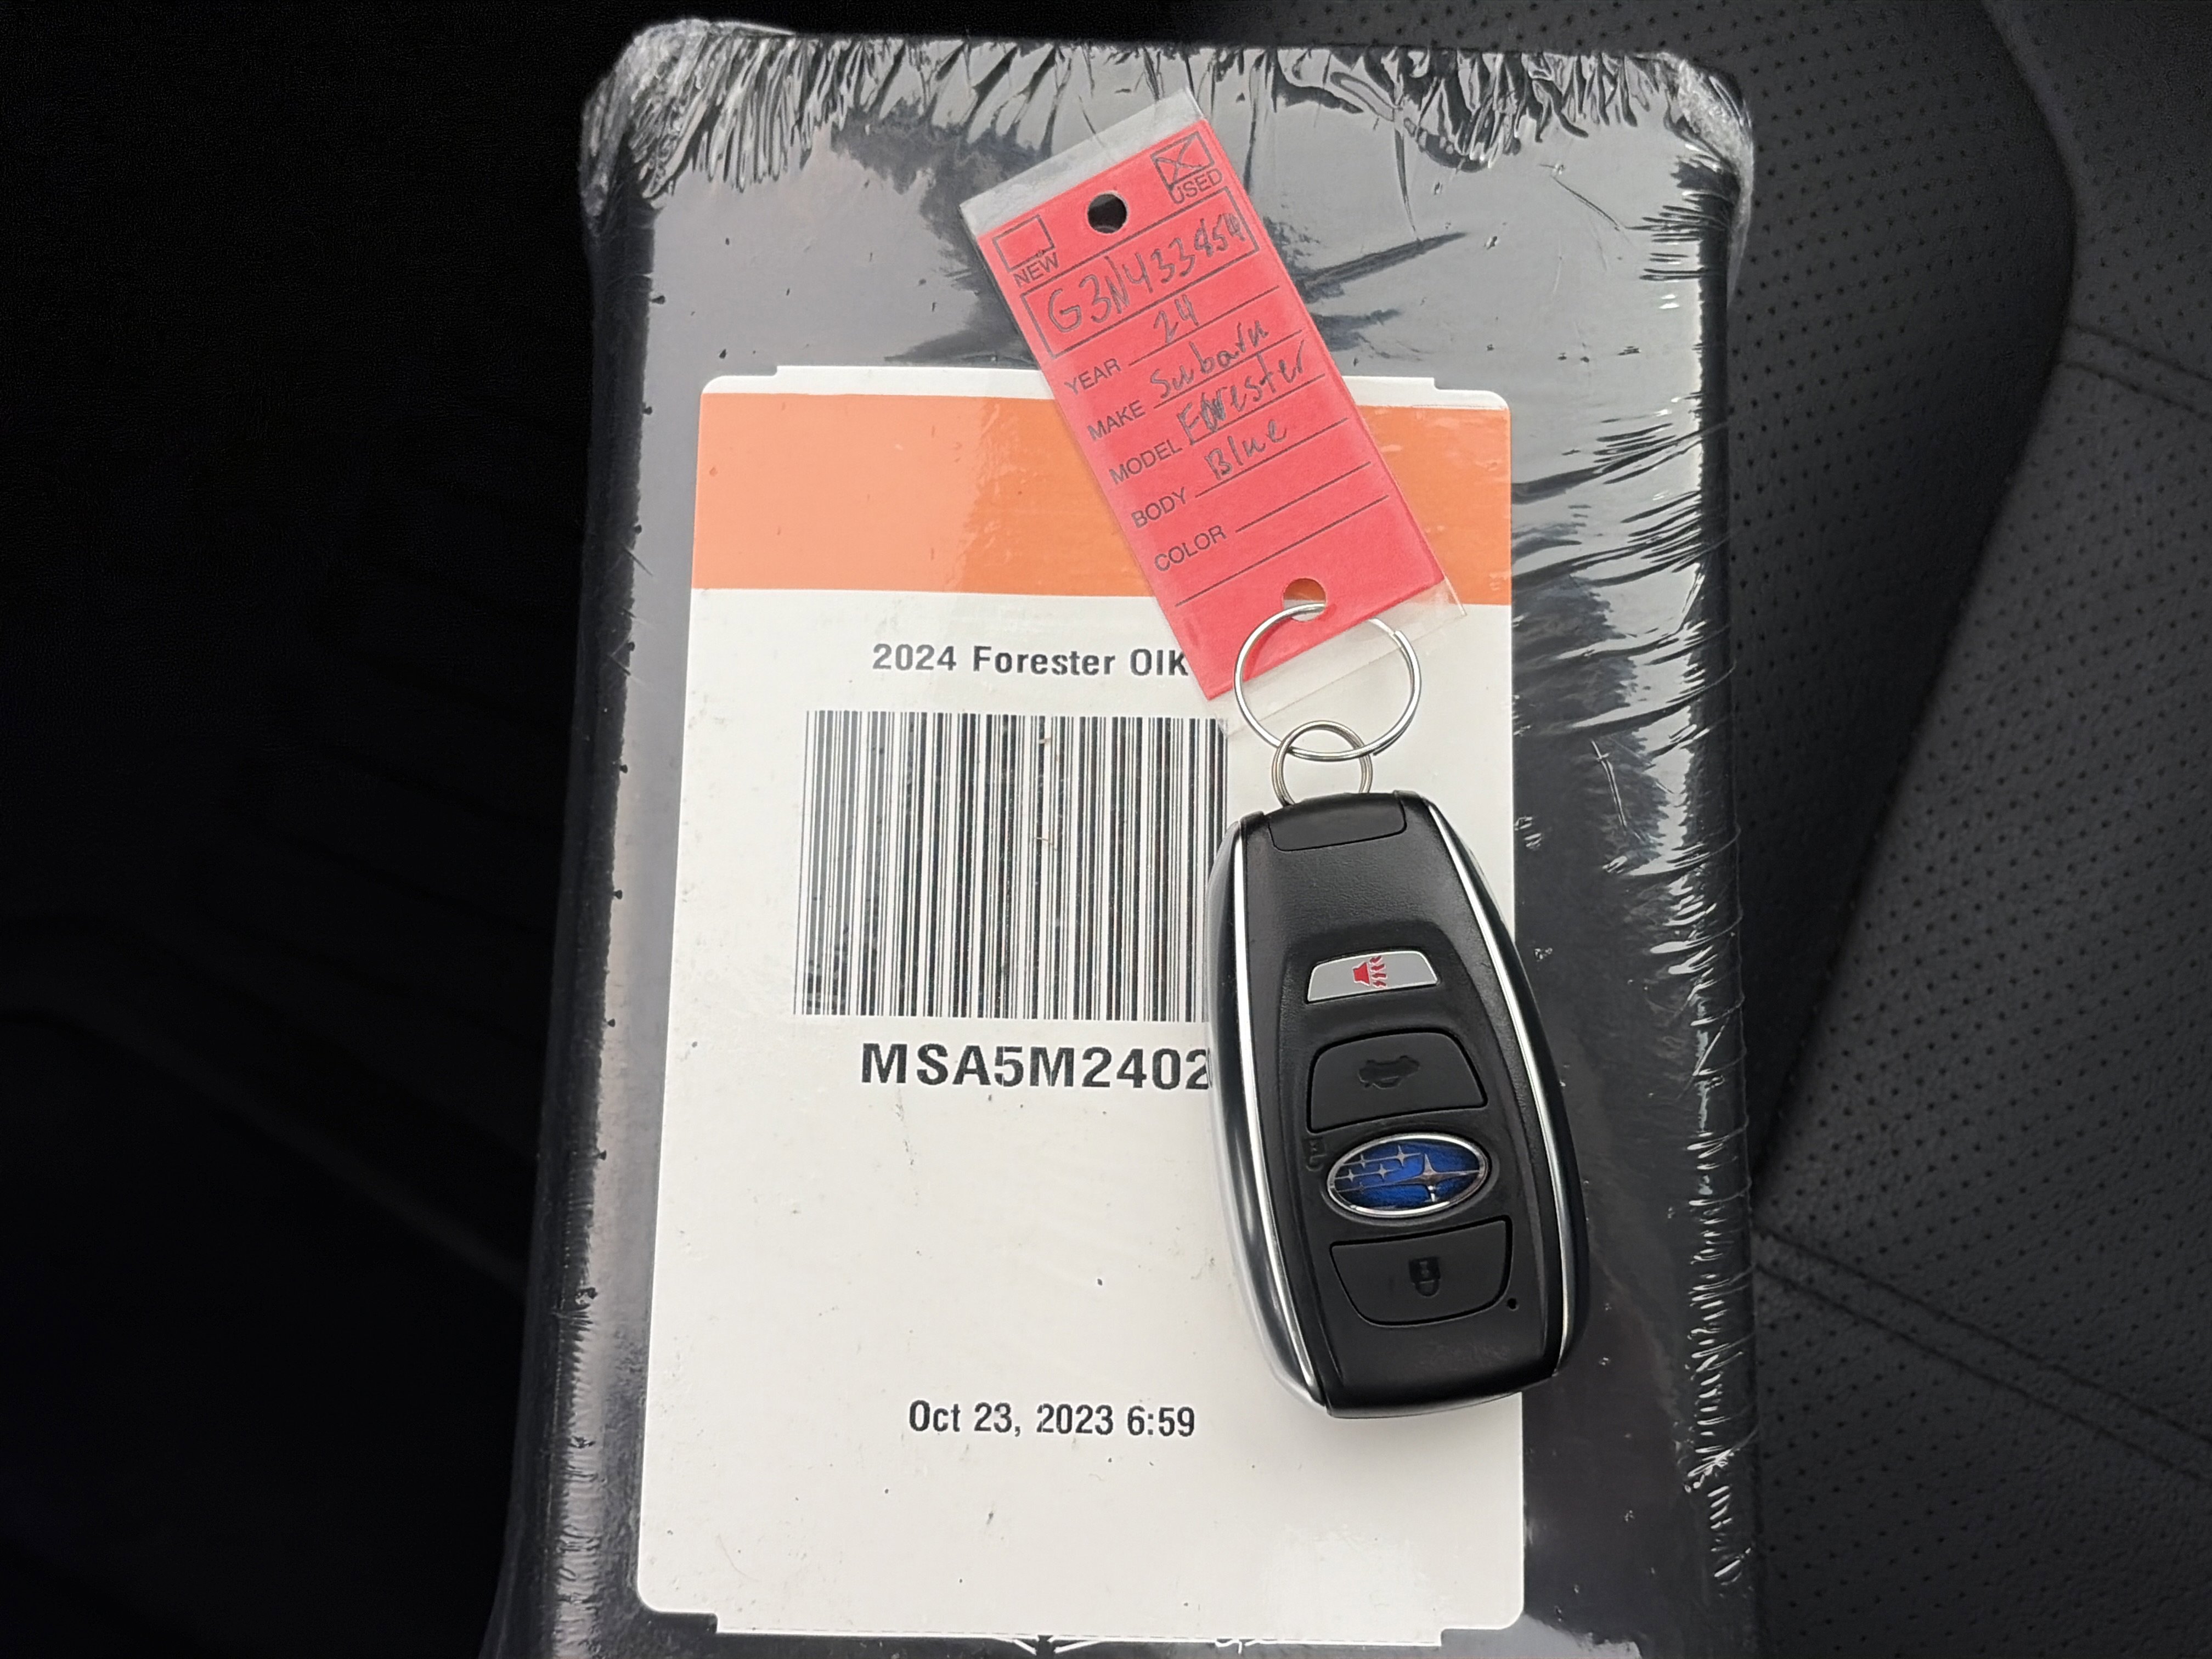 NEW
USED
G3N433854
YEAR 24
MAKE Subaru
MODEL Forester
BODY Blue
COLOR
2024 Forester OIK
MSA5M2402
Oct 23, 2023 6:59